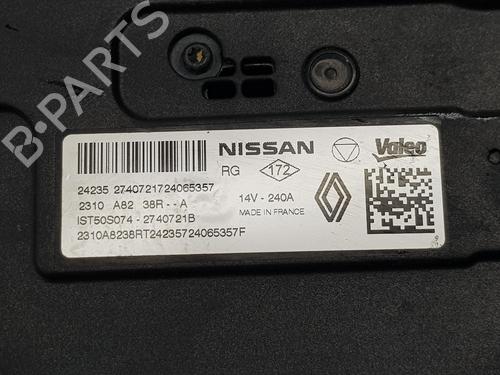 B-PARTS
NISSAN
Valeo
RG 172
24235 2740721724065357
2310 A82 38R--A
14V - 240A
IST50S074 - 2740721B
MADE IN FRANCE
2310A8238RT24235724065357F